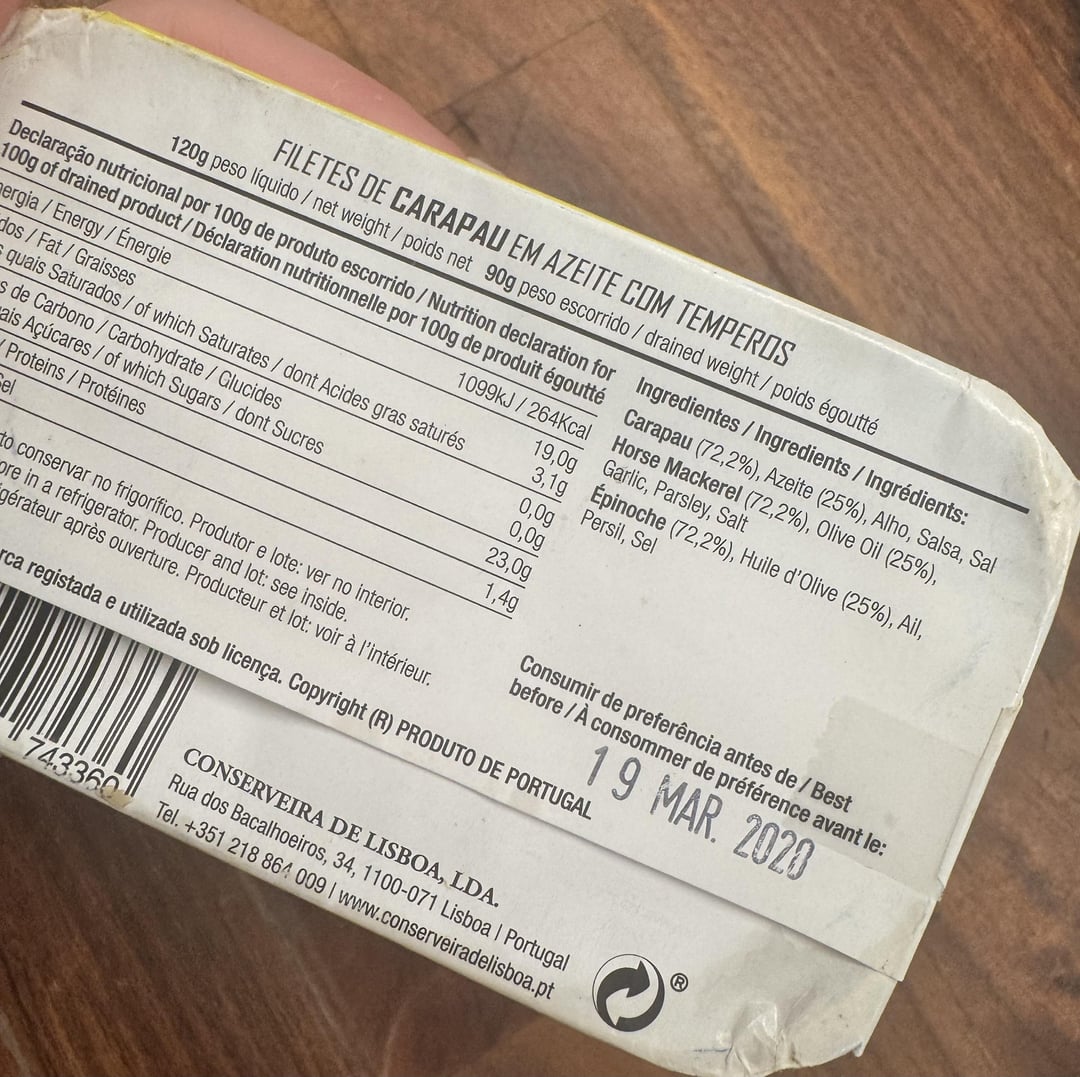 FILETES DE CARAPAU EM AZEITE COM TEMPEROS
120g peso líquido / net weight / poids net 90g peso escorrido / drained weight / poids égoutté
Declaração nutricional por 100g de produto escorrido / Nutrition declaration for
100g of drained product / Déclaration nutritionnelle por 100g de produit égoutté
/ Energy / Énergie 1099kJ / 264Kcal
/ Fat / Graisses 19,0g
quais Saturados / of which Saturates / dont Acides gras saturés 3,1g
de Carbono / Carbohydrate / Glucides 0,0g
Açúcares / of which Sugars / dont Sucres 0,0g
/ Proteins / Protéines 23,0g
1,4g
Ingredientes / Ingredients / Ingrédients:
Carapau (72,2%), Azeite (25%), Alho, Salsa, Sal
Horse Mackerel (72,2%), Olive Oil (25%),
Garlic, Parsley, Salt
Épinoche (72,2%), Huile d'Olive (25%), Ail,
Persil, Sel
conservar no frigorífico. Produtor e lote: ver no interior.
in a refrigerator. Producer and lot: see inside.
après ouverture. Producteur et lot: voir à l'intérieur.
registada e utilizada sob licença. Copyright (R) PRODUTO DE PORTUGAL
Consumir de preferência antes de / Best
before / À consommer de préférence avant le:
19 MAR. 2028
743360
CONSERVEIRA DE LISBOA, LDA.
Rua dos Bacalhoeiros, 34, 1100-071 Lisboa | Portugal
Tel. +351 218 864 009 | www.conserveiradelisboa.pt
®